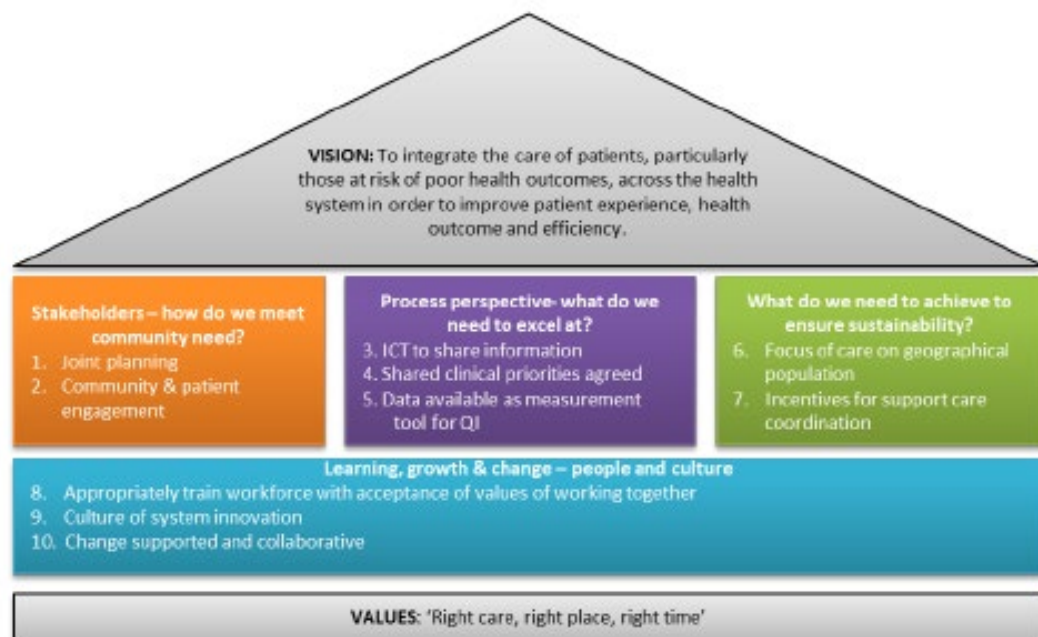 VISION: To integrate the care of patients, particularly
those at risk of poor health outcomes, across the health
system in order to improve patient experience, health
outcome and efficiency.
Stakeholders – how do we meet
community need?
1. Joint planning
2. Community & patient
engagement
Process perspective- what do we
need to excel at?
3. ICT to share information
4. Shared clinical priorities agreed
5. Data available as measurement
tool for QI
What do we need to achieve to
ensure sustainability?
6. Focus of care on geographical
population
7. Incentives for support care
coordination
Learning, growth & change – people and culture
8. Appropriately train workforce with acceptance of values of working together
9. Culture of system innovation
10. Change supported and collaborative
VALUES: ‘Right care, right place, right time’